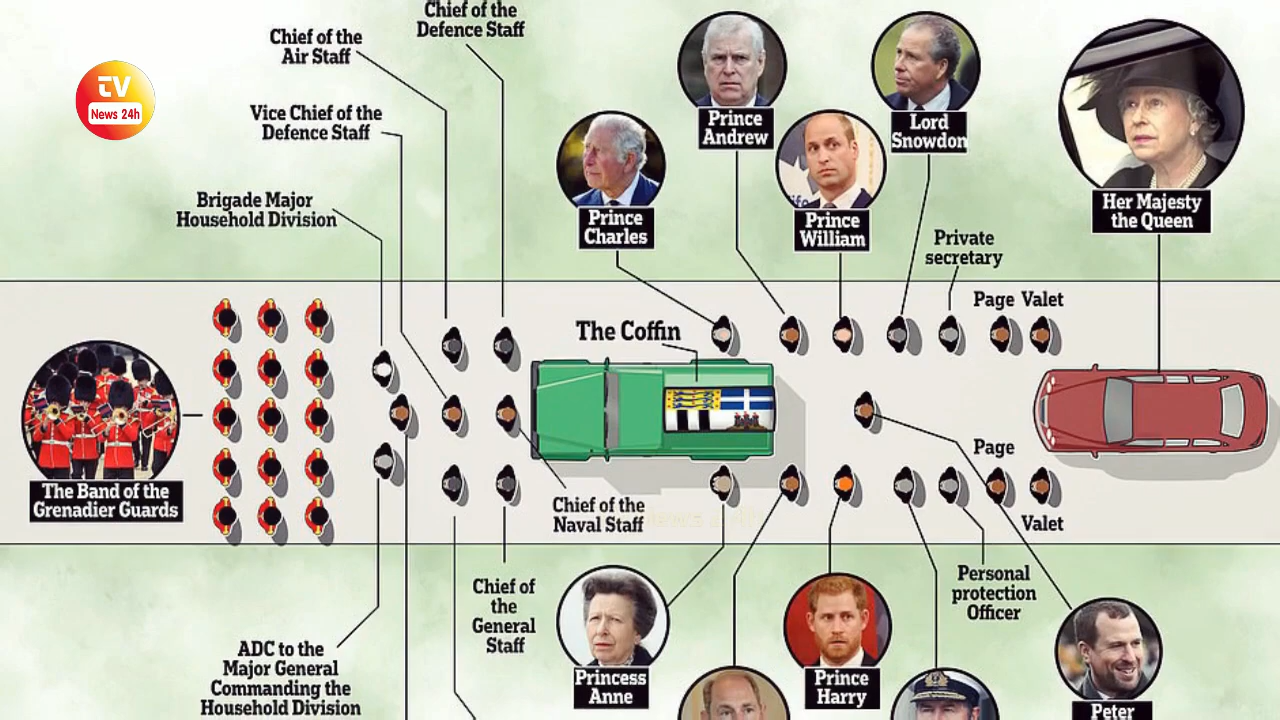 Chief of the
Defence Staff
Chief of the
Air Staff
TV
News 24h
Vice Chief of the
Defence Staff
Prince
Andrew
Lord
Snowdon
Brigade Major
Household Division
Prince
Charles
Prince
William
Her Majesty
the Queen
Private
secretary
Page Valet
The Coffin
Page
The Band of the
Grenadier Guards
Chief of the
Naval Staff
Valet
Chief of
the
General
Staff
Personal
protection
Officer
ADC to the
Major General
Commanding the
Household Division
Princess
Anne
Prince
Harry
Peter